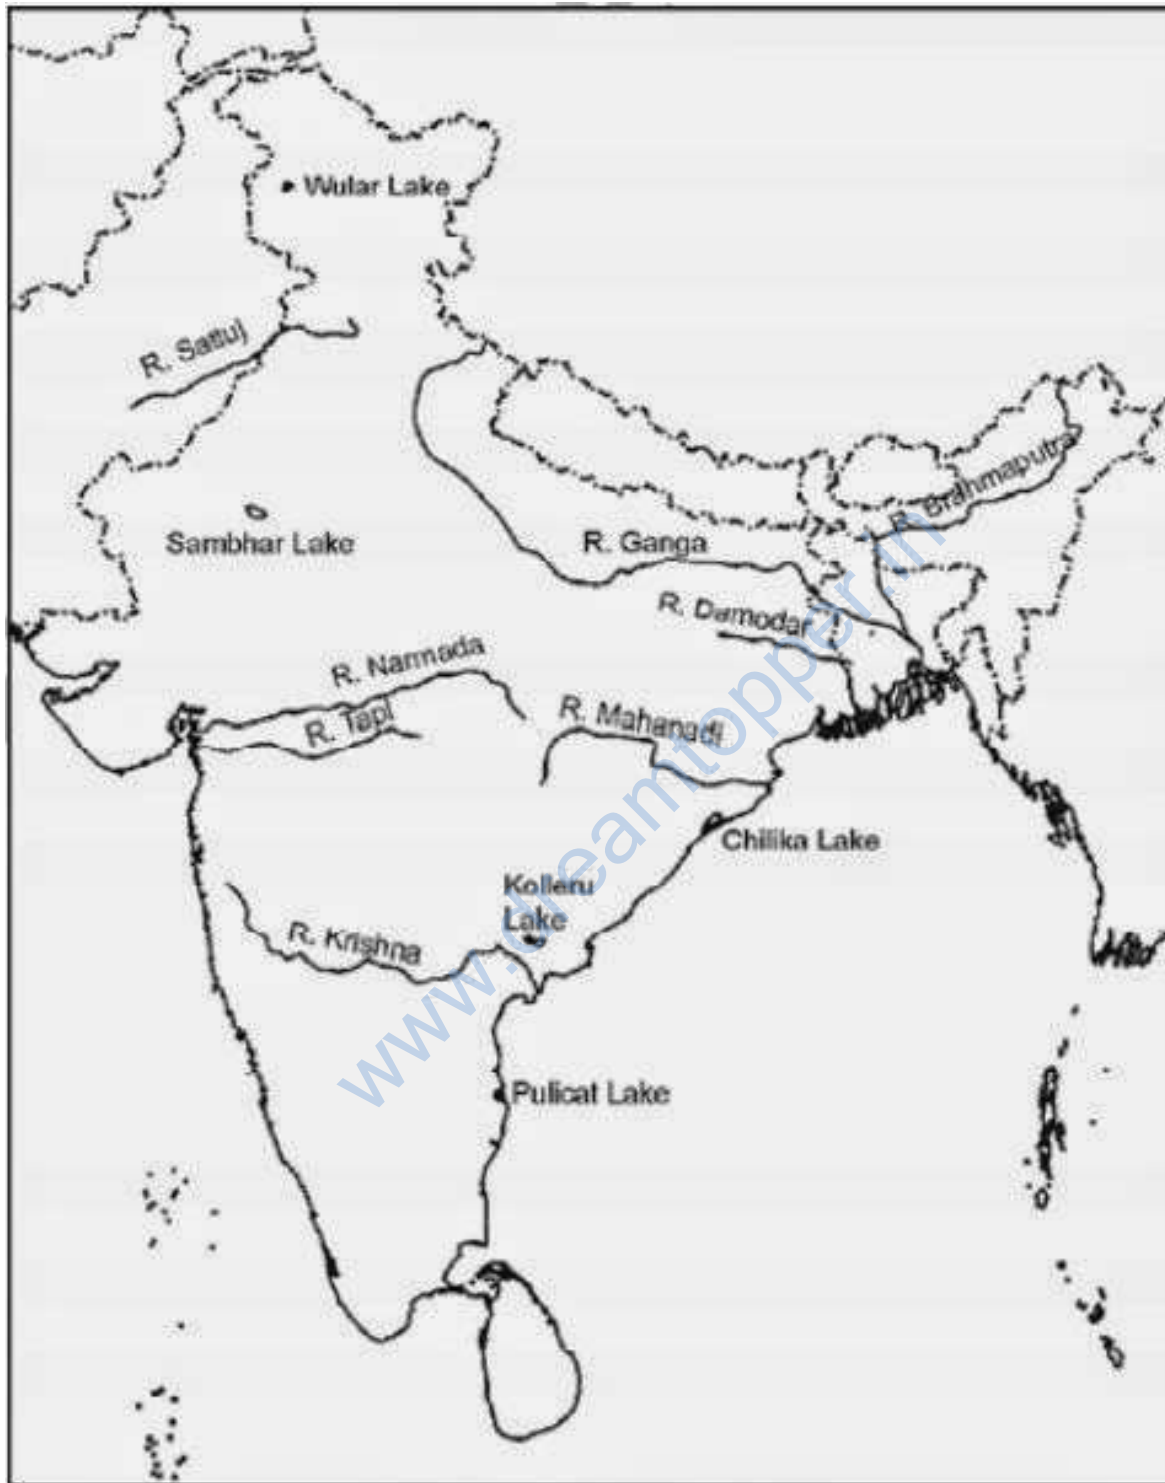 Wular Lake
R. Satluj
R. Brahmaputra
Sambhar Lake
R. Ganga
R. Damodar
R. Narmada
R. Tapi
R. Mahanadi
Chilika Lake
Kolleru
Lake
R. Krishna
Pulicat Lake
www.dreamtopper.in